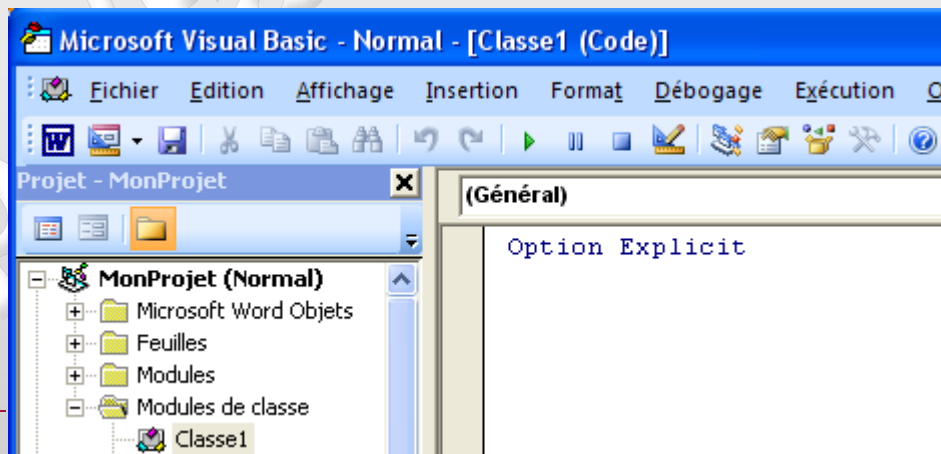 Microsoft Visual Basic - Normal - [Classe1 (Code)]
Fichier Edition Affichage Insertion Format Débogage Exécution O
Projet - MonProjet
(Général)
Option Explicit
MonProjet (Normal)
Microsoft Word Objets
Feuilles
Modules
Modules de classe
Classe1